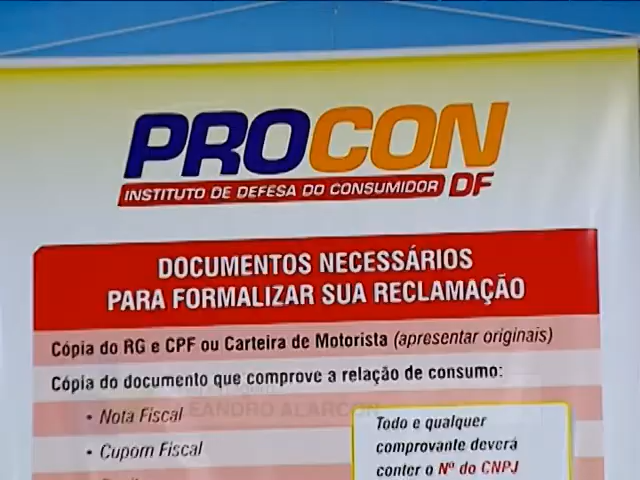 PROCON
INSTITUTO DE DEFESA DO CONSUMIDOR DF
DOCUMENTOS NECESSÁRIOS
PARA FORMALIZAR SUA RECLAMAÇÃO
Cópia do RG e CPF ou Carteira de Motorista (apresentar originais)
Cópia do documento que comprove a relação de consumo:
• Nota Fiscal
EANDRO ALARCON
• Cupom Fiscal
Todo e qualquer
comprovante deverá
conter o Nº do CNPJ